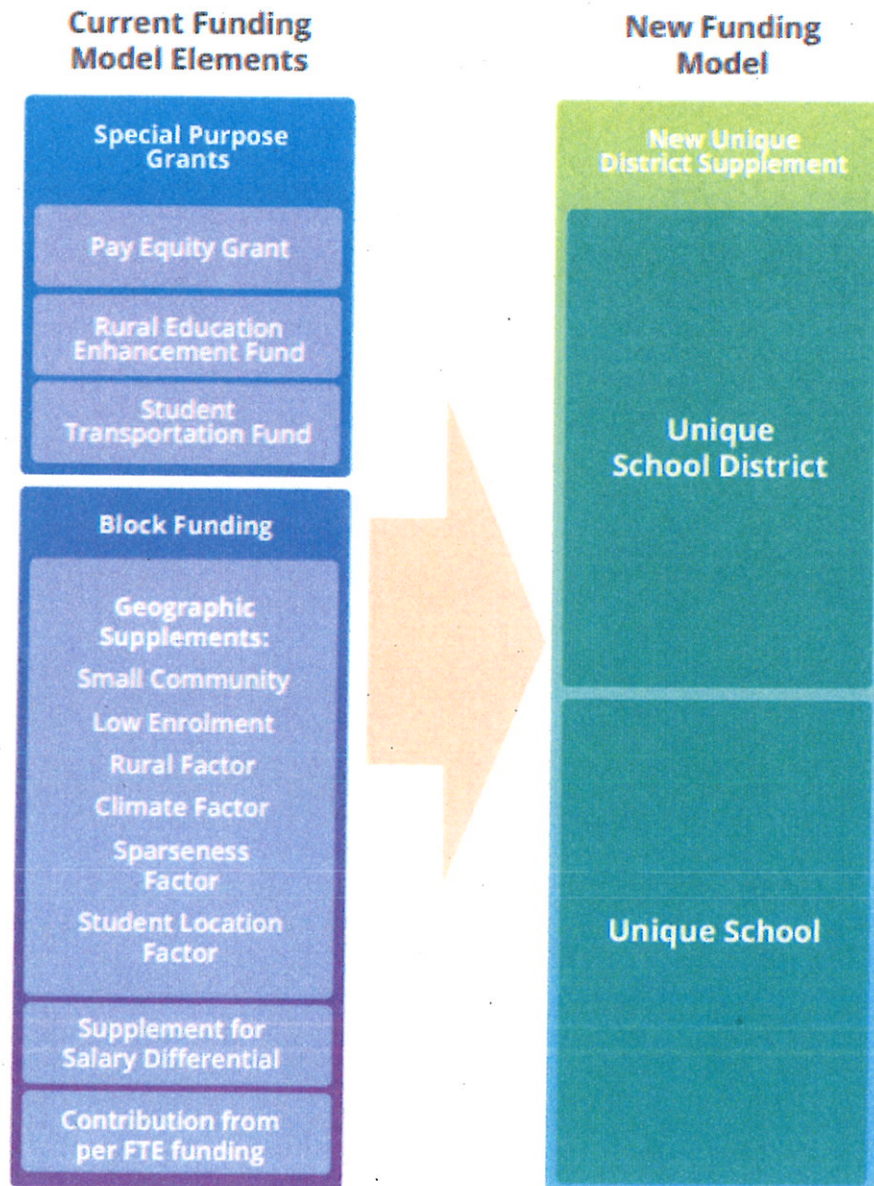 Current Funding
Model Elements
Special Purpose
Grants
Pay Equity Grant
Rural Education
Enhancement Fund
Student
Transportation Fund
Block Funding
Geographic
Supplements:
Small Community
Low Enrolment
Rural Factor
Climate Factor
Sparseness
Factor
Student Location
Factor
Supplement for
Salary Differential
Contribution from
per FTE funding
New Funding
Model
New Unique
District Supplement
Unique
School District
Unique School